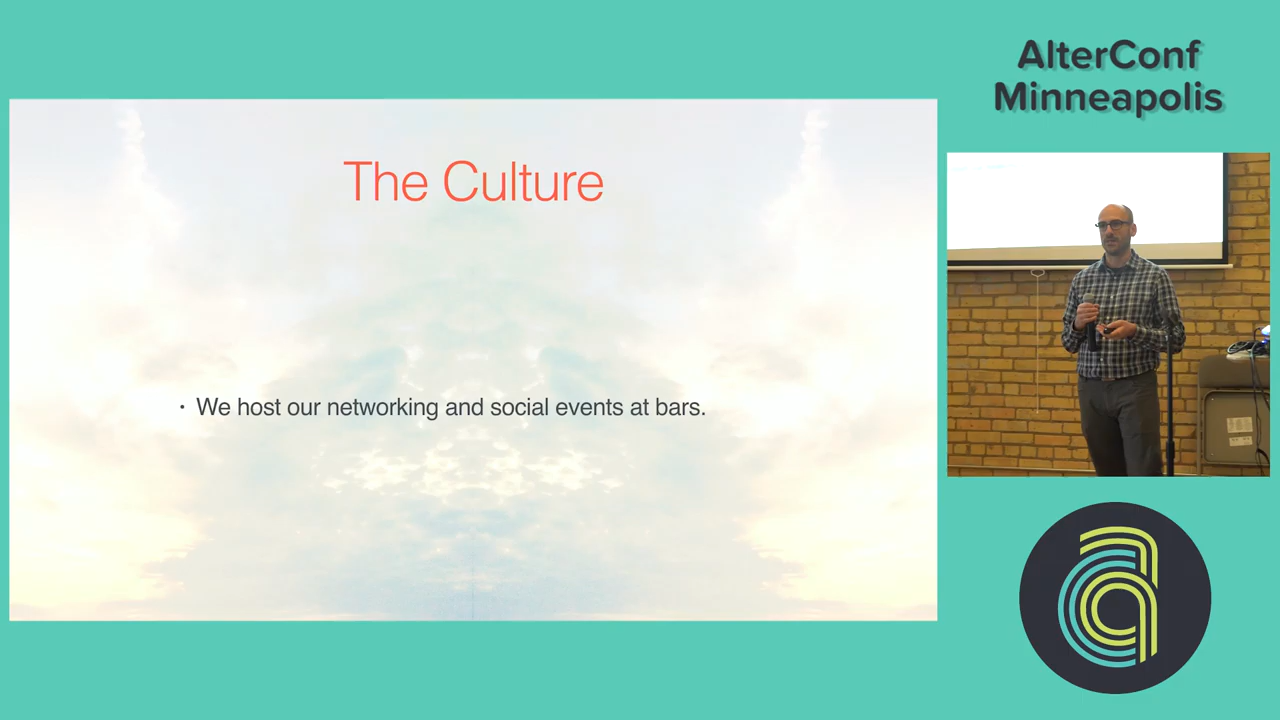 AlterConf
Minneapolis
The Culture
· We host our networking and social events at bars.